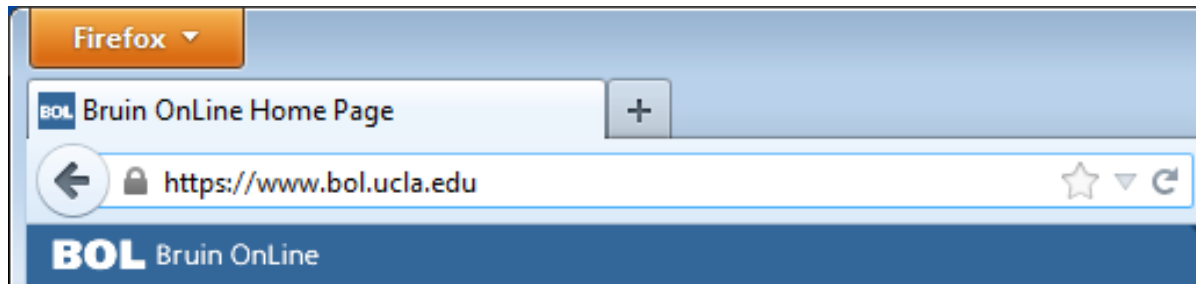 Firefox
BOL Bruin OnLine Home Page
https://www.bol.ucla.edu
BOL Bruin OnLine